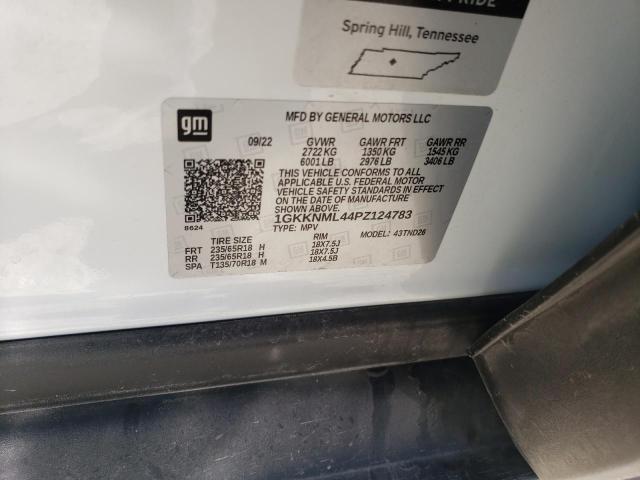 RIDE
Spring Hill, Tennessee
gm
MFD BY GENERAL MOTORS LLC
09/22 GVWR GAWR FRT GAWR RR
2722 KG 1350 KG 1545 KG
6001 LB 2976 LB 3406 LB
THIS VEHICLE CONFORMS TO ALL
APPLICABLE U.S. FEDERAL MOTOR
VEHICLE SAFETY STANDARDS IN EFFECT
ON THE DATE OF MANUFACTURE
SHOWN ABOVE.
1GKKNML44PZ124783
8624
TYPE: MPV MODEL: 43TND26
TIRE SIZE RIM
FRT 235/65R18 H 18X7.5J
RR 235/65R18 H 18X7.5J
SPA T135/70R18 M 18X4.5B